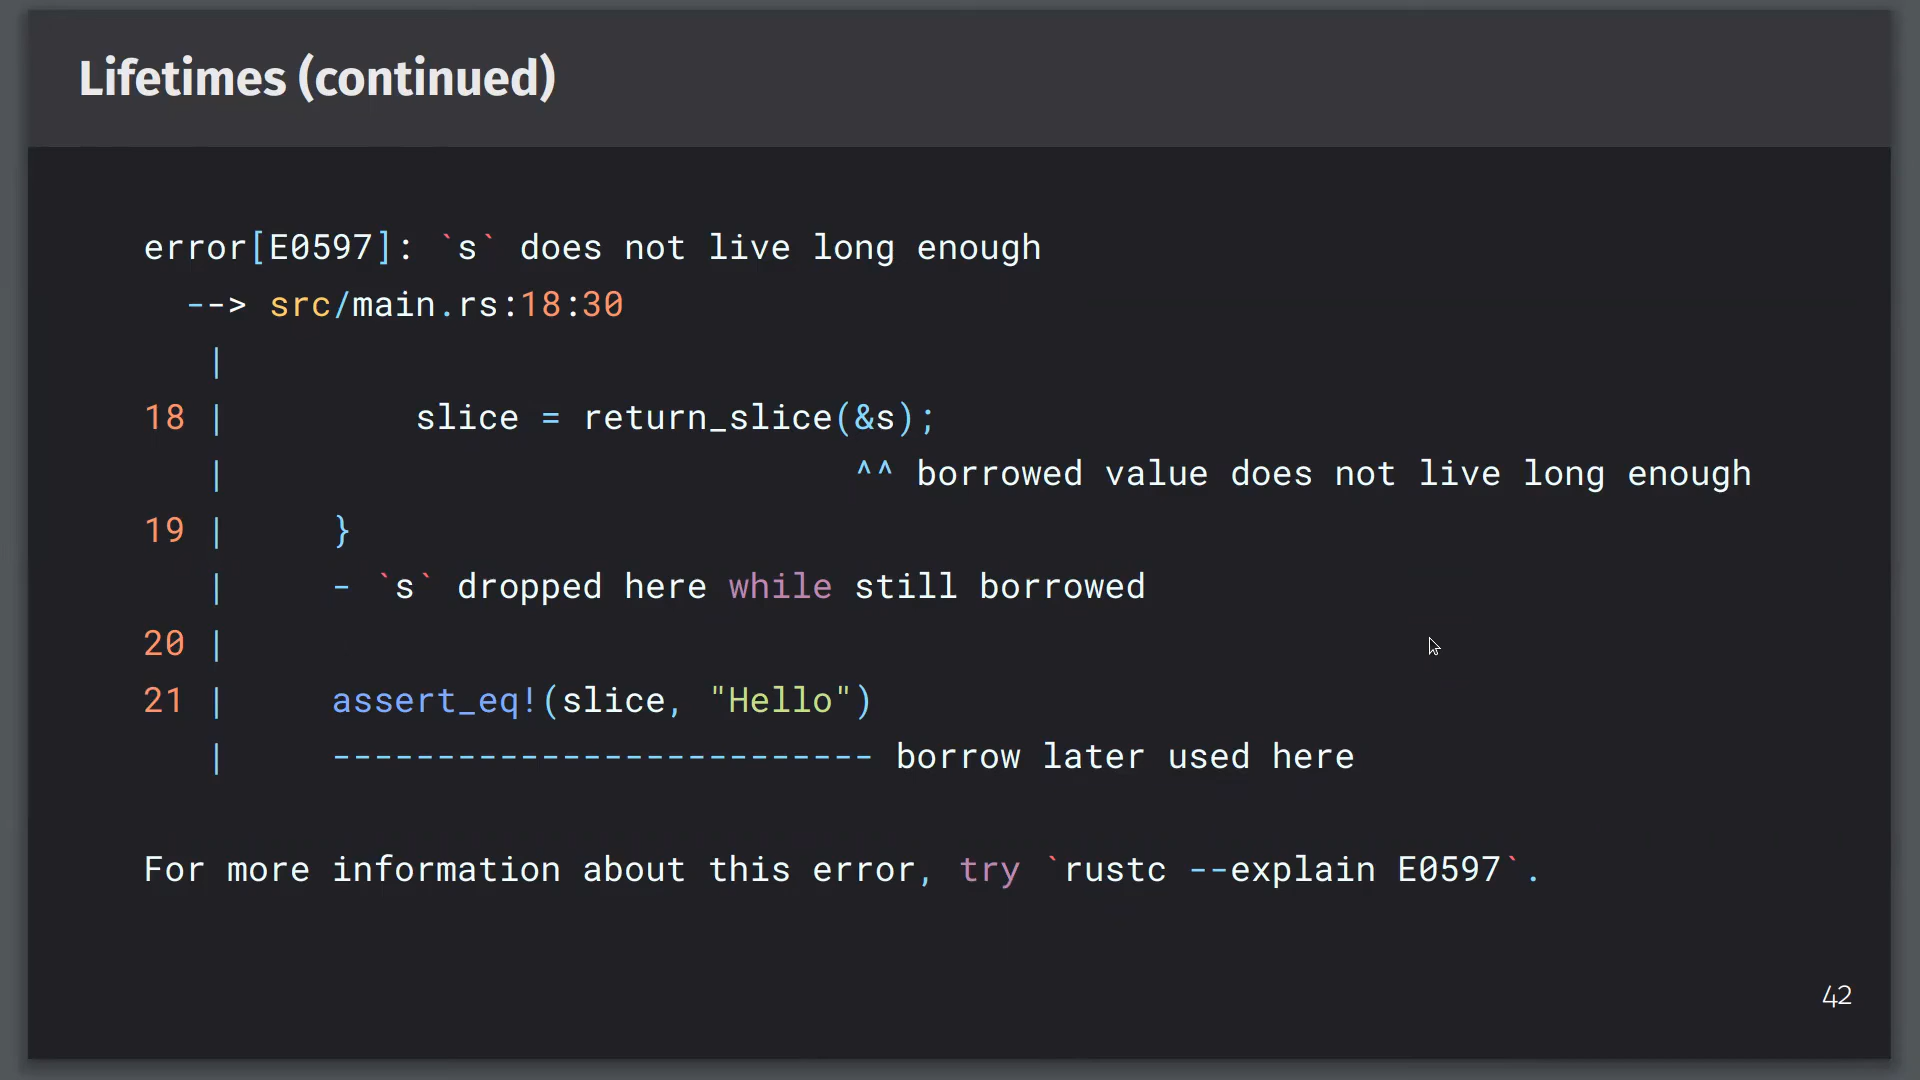 Lifetimes (continued)
error[E0597]: `s` does not live long enough
  --> src/main.rs:18:30
   |
18 |         slice = return_slice(&s);
   |                              ^^ borrowed value does not live long enough
19 |     }
   |     - `s` dropped here while still borrowed
20 |
21 |     assert_eq!(slice, "Hello")
   |     -------------------------- borrow later used here
For more information about this error, try `rustc --explain E0597`.
42